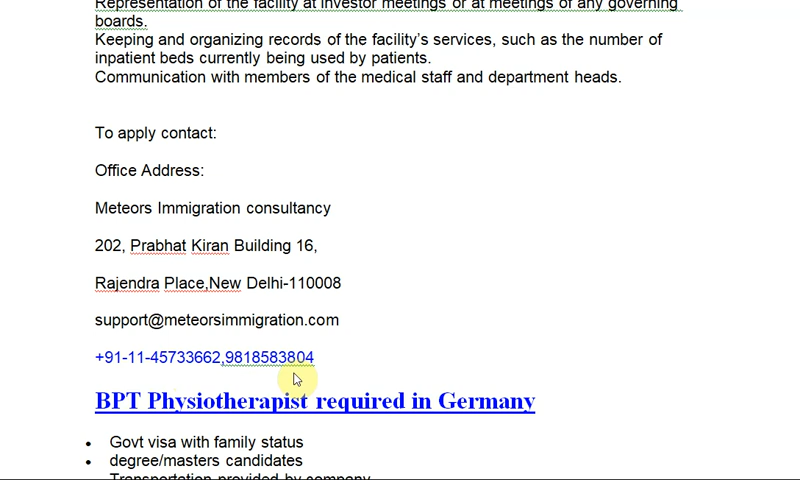 Representation of the facility at investor meetings or at meetings of any governing
boards.
Keeping and organizing records of the facility’s services, such as the number of
inpatient beds currently being used by patients.
Communication with members of the medical staff and department heads.
To apply contact:
Office Address:
Meteors Immigration consultancy
202, Prabhat Kiran Building 16,
Rajendra Place,New Delhi-110008
support@meteorsimmigration.com
+91-11-45733662,9818583804
BPT Physiotherapist required in Germany
• Govt visa with family status
• degree/masters candidates
Transportation provided by company